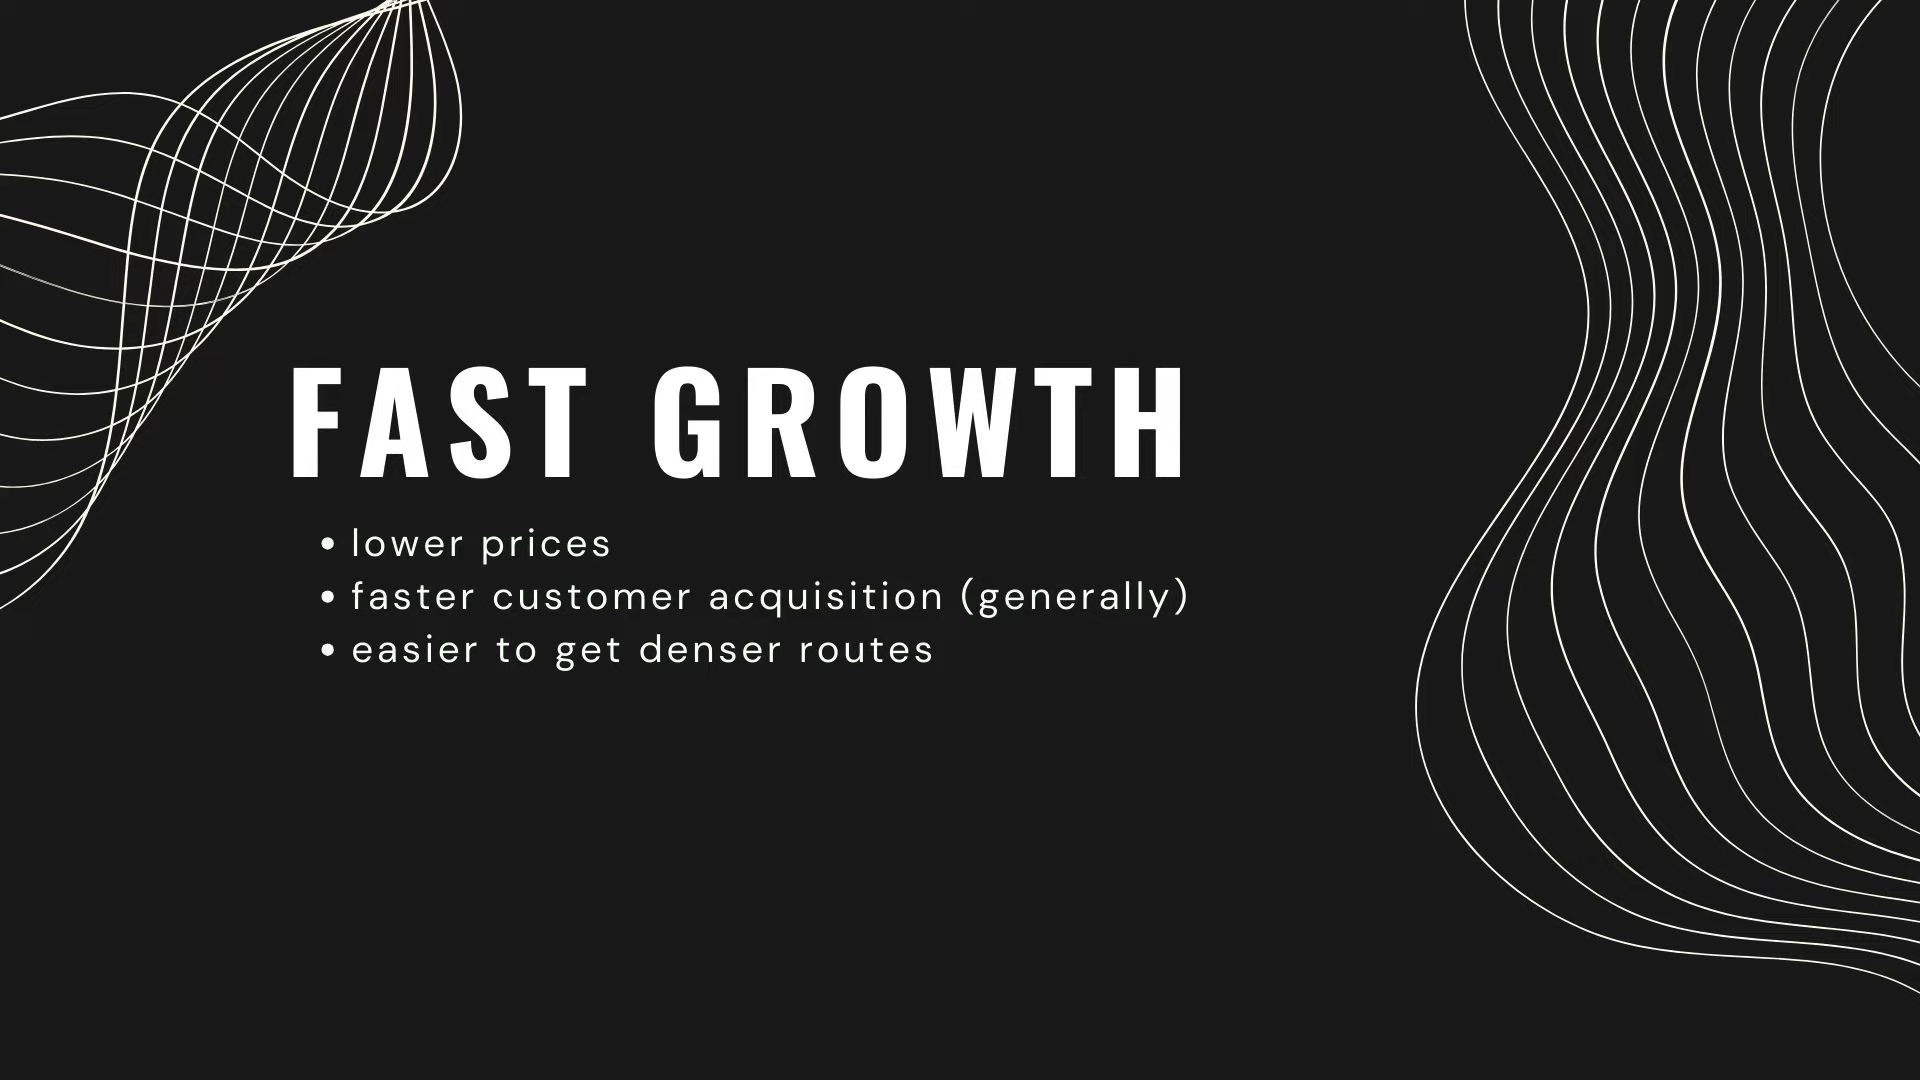 FAST GROWTH
• lower prices
• faster customer acquisition (generally)
• easier to get denser routes